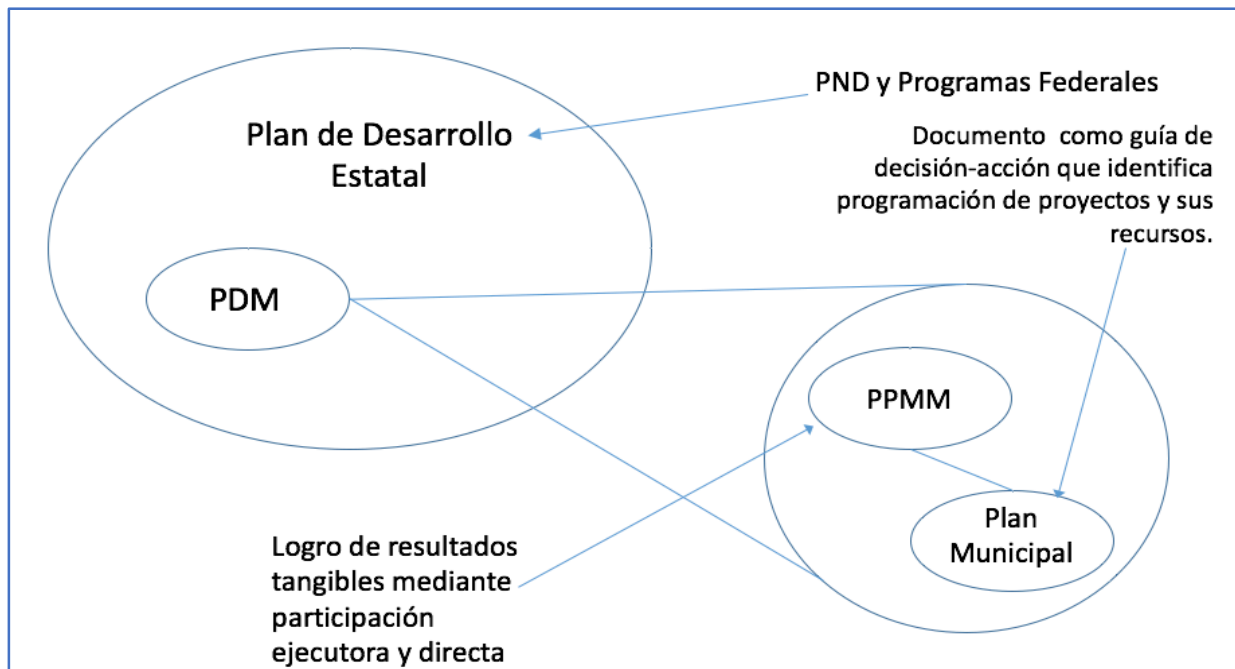 PND y Programas Federales
Plan de Desarrollo
Estatal
Documento como guía de
decisión-acción que identifica
programación de proyectos y sus
recursos.
PDM
PPMM
Plan
Municipal
Logro de resultados
tangibles mediante
participación
ejecutora y directa